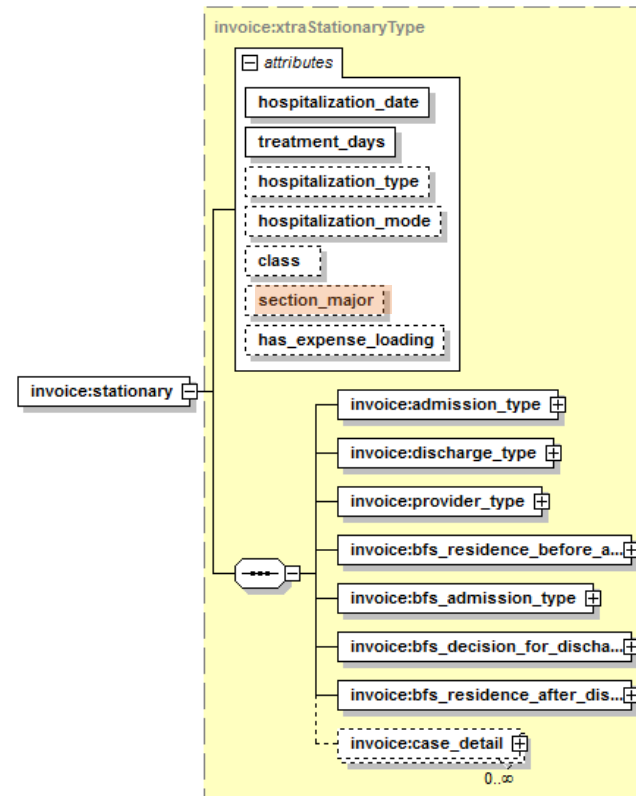 invoice:xtraStationaryType
attributes
hospitalization_date
treatment_days
hospitalization_type
hospitalization_mode
class
section_major
has_expense_loading
invoice:stationary
invoice:admission_type
invoice:discharge_type
invoice:provider_type
invoice:bfs_residence_before_a...
invoice:bfs_admission_type
invoice:bfs_decision_for_discha...
invoice:bfs_residence_after_dis...
invoice:case_detail
0..∞